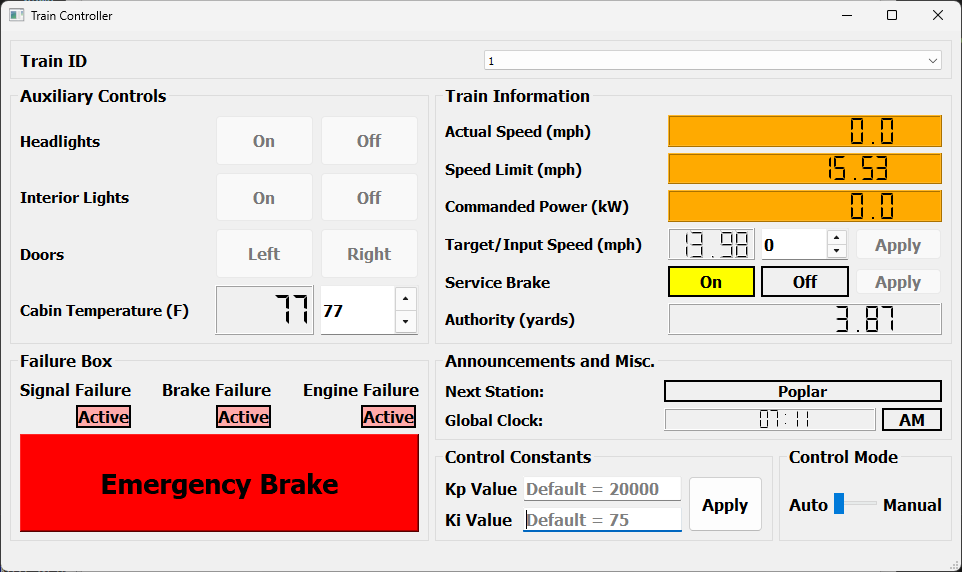 Train Controller
Train ID 1
Auxiliary Controls
Headlights On Off
Interior Lights On Off
Doors Left Right
Cabin Temperature (F) 77 77
Train Information
Actual Speed (mph) 0.0
Speed Limit (mph) 15.53
Commanded Power (kW) 0.0
Target/Input Speed (mph) 13.98 0 Apply
Service Brake On Off Apply
Authority (yards) 3.87
Failure Box
Signal Failure Brake Failure Engine Failure
Active Active Active
Emergency Brake
Announcements and Misc.
Next Station: Poplar
Global Clock: 07:11 AM
Control Constants
Kp Value Default = 20000
Ki Value Default = 75
Apply
Control Mode
Auto Manual